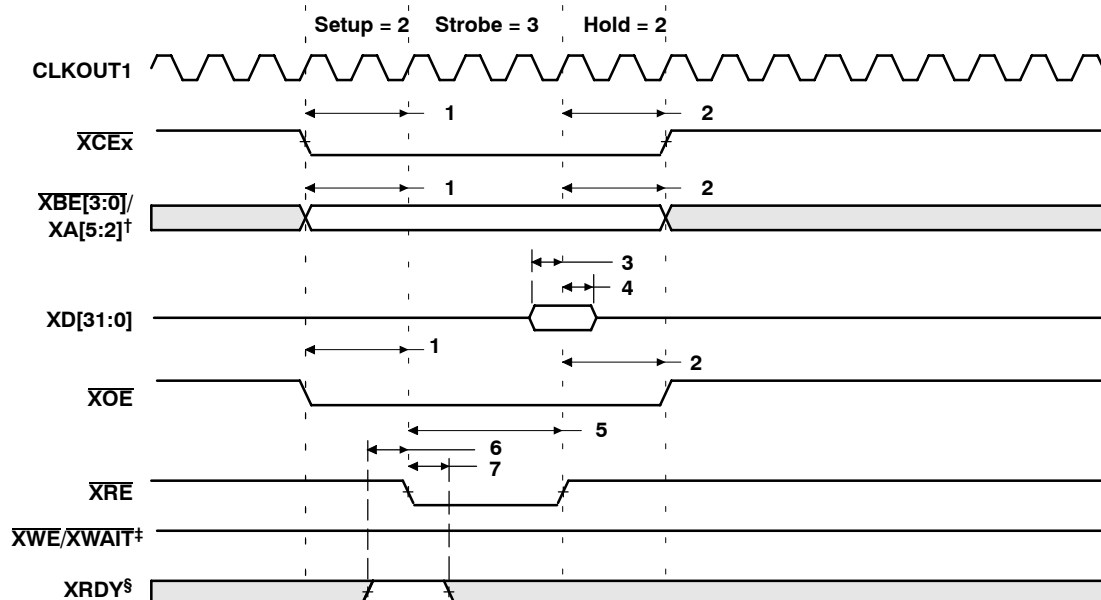 Setup = 2 Strobe = 3 Hold = 2
CLKOUT1
1 2
XCEx
1 2
XBE[3:0]/
XA[5:2]†
3
4
XD[31:0]
1
2
XOE
5
6
7
XRE
XWE/XWAIT‡
XRDY§